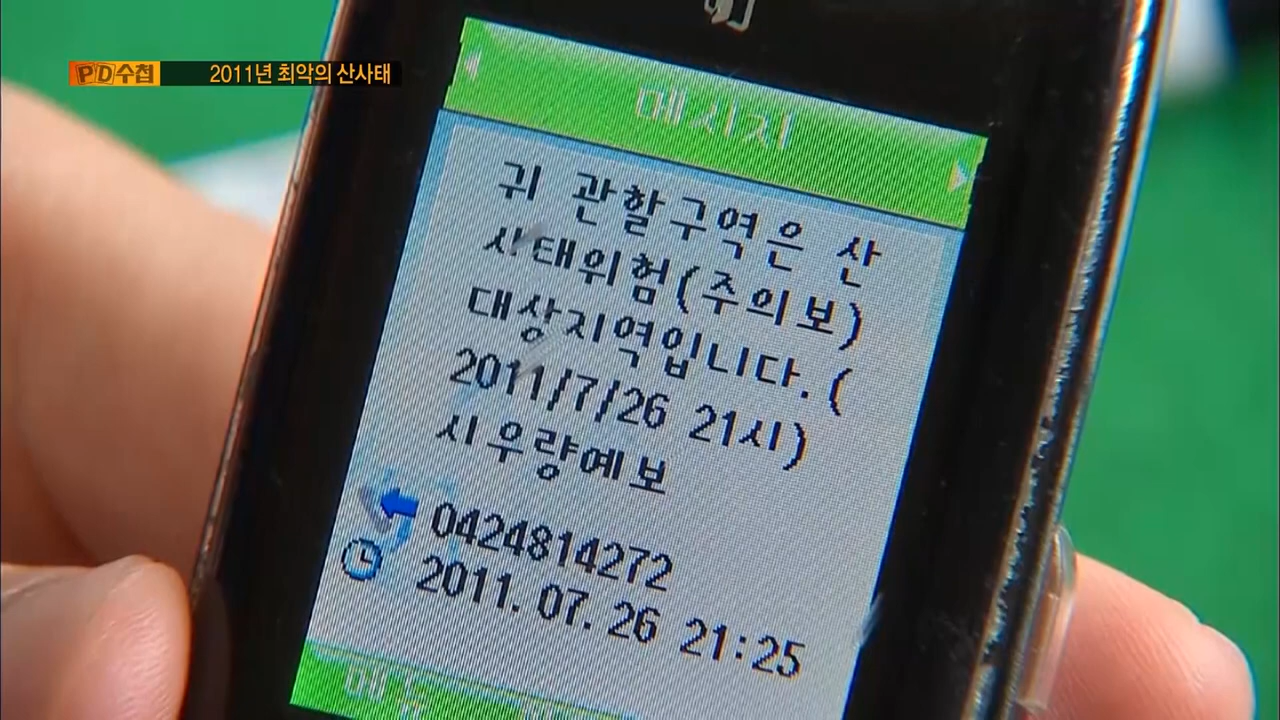 PD수첩 2011년 최악의 산사태
메시지
귀 관할구역은 산
사태위험(주의보)
대상지역입니다.(
2011/7/26 21시)
시우량예보
0424814272
2011.07.26 21:25